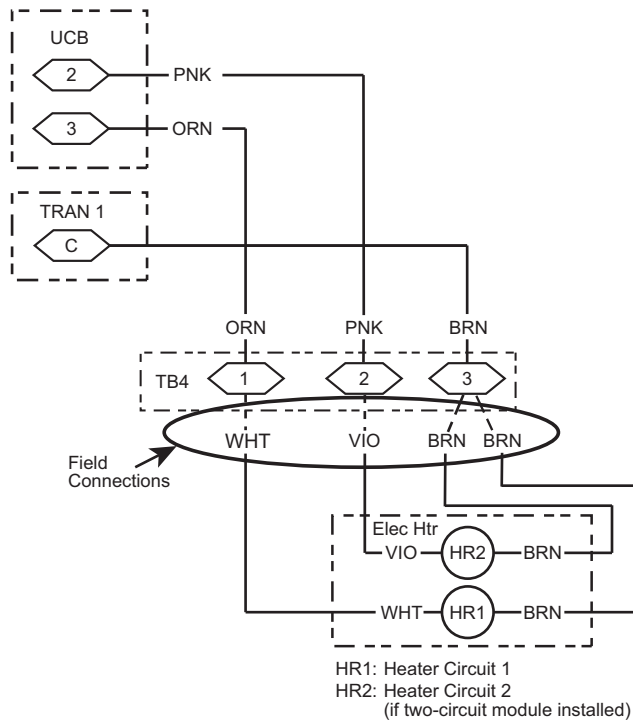 UCB
2
PNK
3
ORN
TRAN 1
C
ORN
PNK
BRN
TB4
1
2
3
WHT
VIO
BRN
BRN
Field
Connections
Elec Htr
VIO
HR2
BRN
WHT
HR1
BRN
HR1: Heater Circuit 1
HR2: Heater Circuit 2
(if two-circuit module installed)